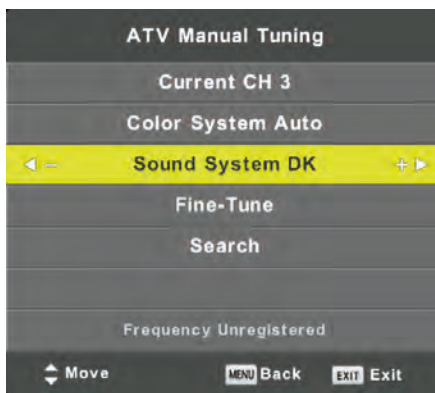 ATV Manual Tuning
Current CH 3
Color System Auto
- Sound System DK +
Fine-Tune
Search
Frequency Unregistered
Move MENU Back EXIT Exit